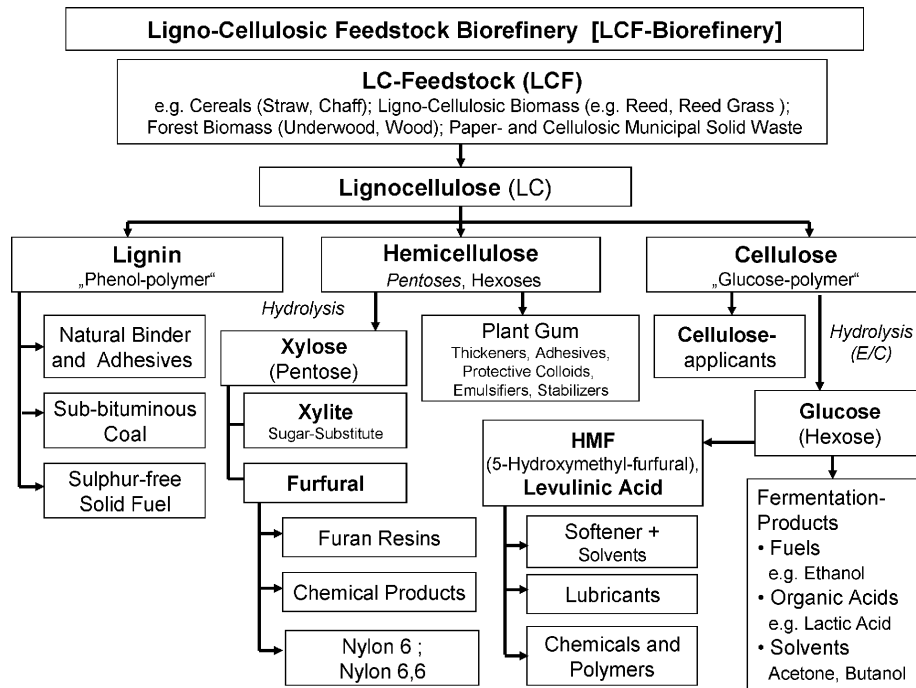 Ligno-Cellulosic Feedstock Biorefinery [LCF-Biorefinery]
LC-Feedstock (LCF)
e.g. Cereals (Straw, Chaff); Ligno-Cellulosic Biomass (e.g. Reed, Reed Grass );
Forest Biomass (Underwood, Wood); Paper- and Cellulosic Municipal Solid Waste
Lignocellulose (LC)
Lignin
„Phenol-polymer“
Hemicellulose
Pentoses, Hexoses
Cellulose
„Glucose-polymer“
Natural Binder
and Adhesives
Sub-bituminous
Coal
Sulphur-free
Solid Fuel
Hydrolysis
Xylose
(Pentose)
Xylite
Sugar-Substitute
Furfural
Furan Resins
Chemical Products
Nylon 6 ;
Nylon 6,6
Plant Gum
Thickeners, Adhesives,
Protective Colloids,
Emulsifiers, Stabilizers
Cellulose-
applicants
Hydrolysis
(E/C)
Glucose
(Hexose)
HMF
(5-Hydroxymethyl-furfural),
Levulinic Acid
Softener +
Solvents
Lubricants
Chemicals and
Polymers
Fermentation-
Products
• Fuels
e.g. Ethanol
• Organic Acids
e.g. Lactic Acid
• Solvents
Acetone, Butanol